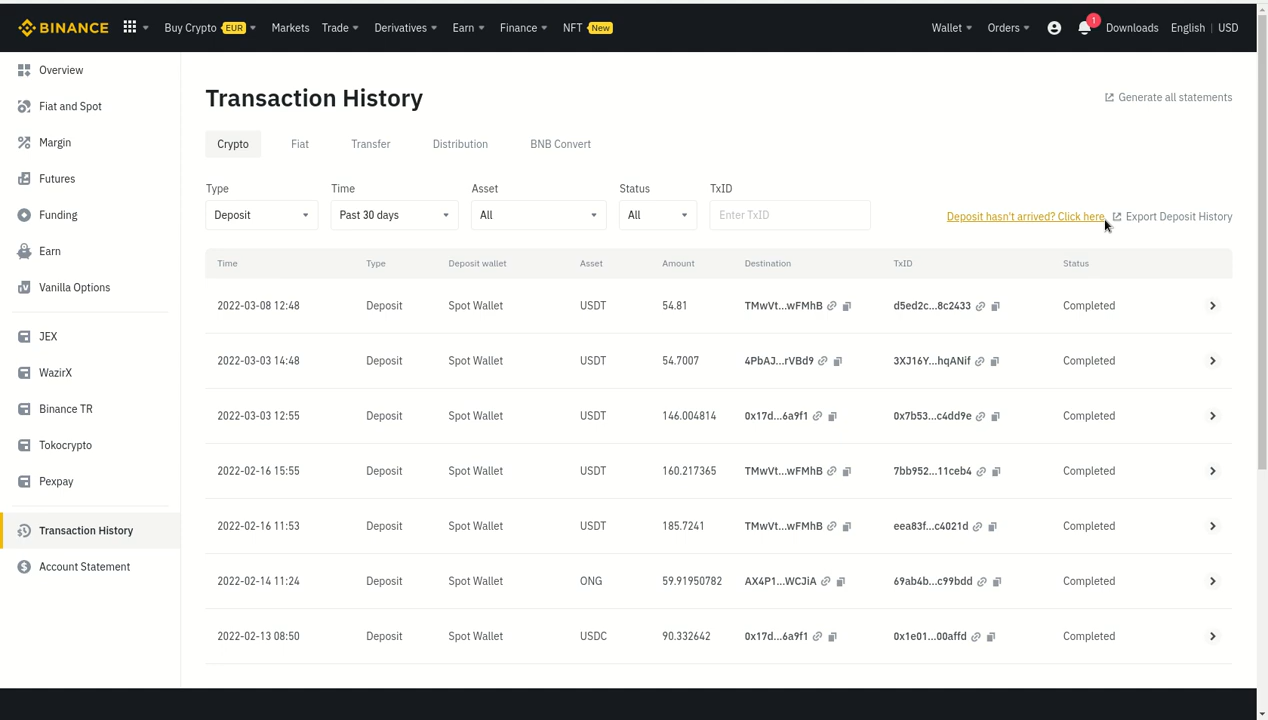 BINANCE Buy Crypto EUR Markets Trade Derivatives Earn Finance NFT New Wallet Orders 1 Downloads English | USD
Overview
Fiat and Spot
Margin
Futures
Funding
Earn
Vanilla Options
JEX
WazirX
Binance TR
Tokocrypto
Pexpay
Transaction History
Account Statement
Transaction History
Generate all statements
Crypto Fiat Transfer Distribution BNB Convert
Type Time Asset Status TxID
Deposit Past 30 days All All Enter TxID
Deposit hasn't arrived? Click here Export Deposit History
Time Type Deposit wallet Asset Amount Destination TxID Status
2022-03-08 12:48 Deposit Spot Wallet USDT 54.81 TMwVt...wFMhB d5ed2c...8c2433 Completed
2022-03-03 14:48 Deposit Spot Wallet USDT 54.7007 4PbAJ...rVBd9 3XJ16Y...hqANif Completed
2022-03-03 12:55 Deposit Spot Wallet USDT 146.004814 0x17d...6a9f1 0x7b53...c4dd9e Completed
2022-02-16 15:55 Deposit Spot Wallet USDT 160.217365 TMwVt...wFMhB 7bb952...11ceb4 Completed
2022-02-16 11:53 Deposit Spot Wallet USDT 185.7241 TMwVt...wFMhB eea83f...c4021d Completed
2022-02-14 11:24 Deposit Spot Wallet ONG 59.91950782 AX4P1...WCJiA 69ab4b...c99bdd Completed
2022-02-13 08:50 Deposit Spot Wallet USDC 90.332642 0x17d...6a9f1 0x1e01...00affd Completed